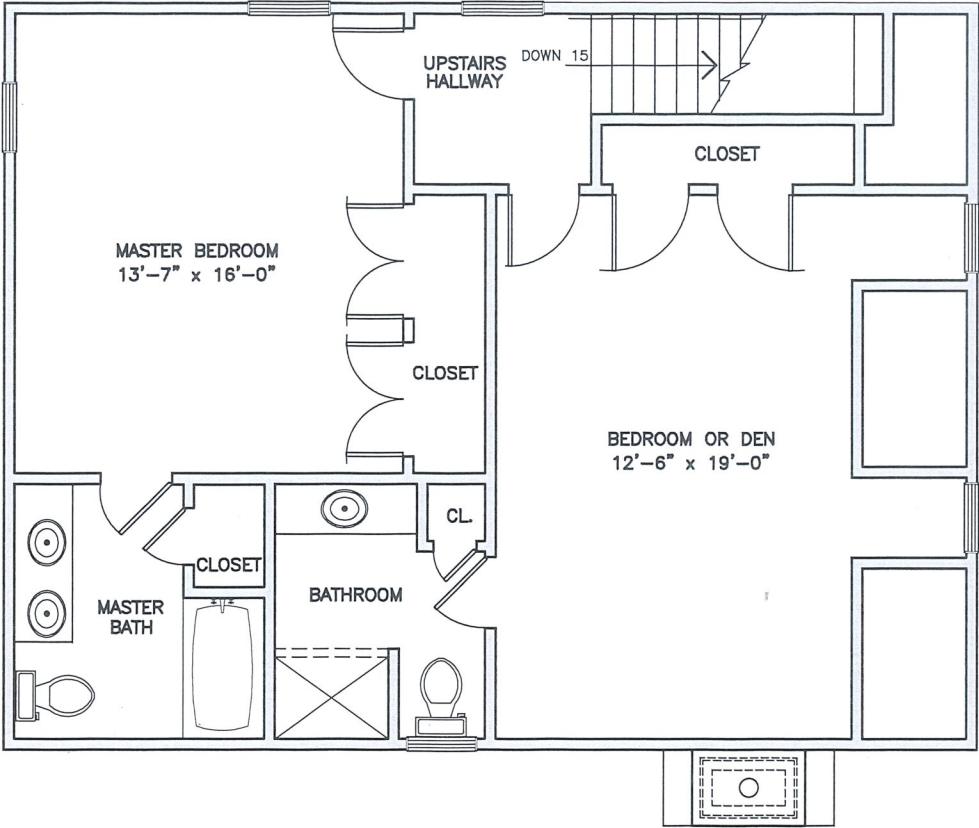 UPSTAIRS
HALLWAY
DOWN 15
CLOSET
MASTER BEDROOM
13'-7" x 16'-0"
CLOSET
BEDROOM OR DEN
12'-6" x 19'-0"
CL.
CLOSET
BATHROOM
MASTER
BATH